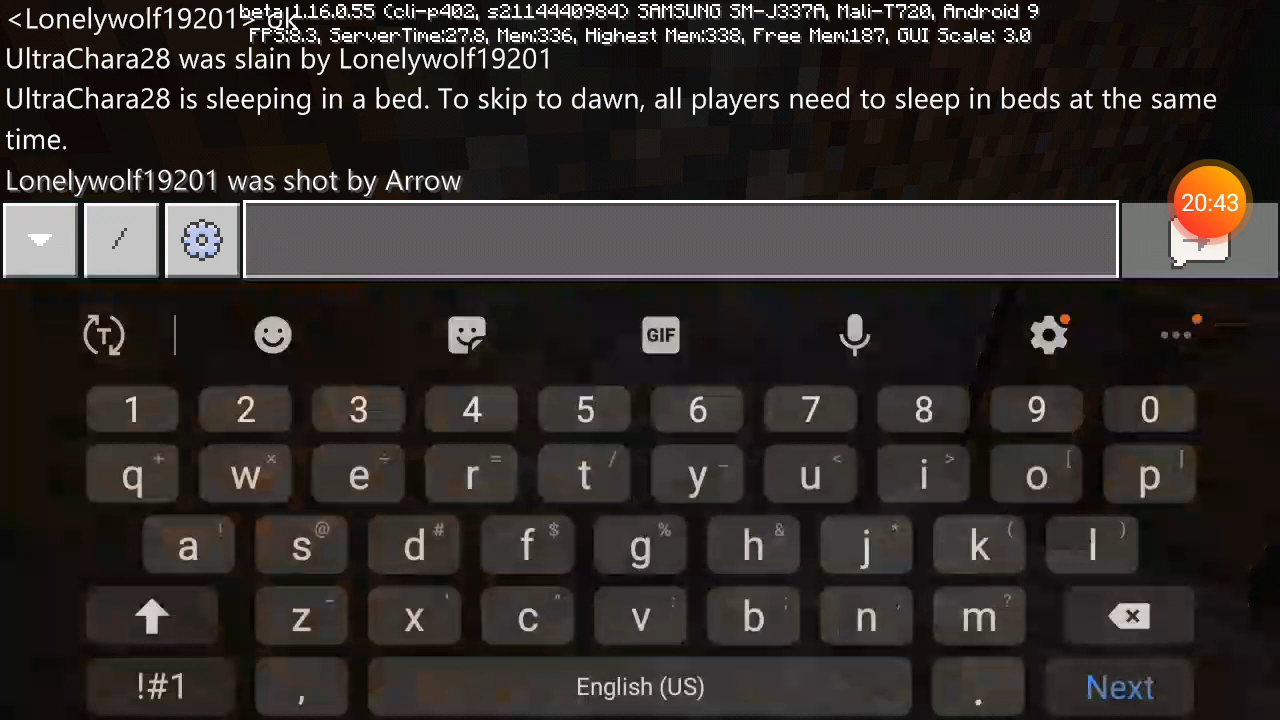 beta 1.16.0.55 (cli-p402, s2114440984) SAMSUNG SM-J337A, Mali-T720, Android 9
<Lonelywolf19201> ok
FPS:8.3, ServerTime:27.8, Mem:336, Highest Mem:338, Free Mem:187, GUI Scale: 3.0
UltraChara28 was slain by Lonelywolf19201
UltraChara28 is sleeping in a bed. To skip to dawn, all players need to sleep in beds at the same
time.
Lonelywolf19201 was shot by Arrow
20:43
/
T GIF
1 2 3 4 5 6 7 8 9 0
q + w × e ÷ r = t / y _ u < i > o [ p ]
a ! s @ d # f $ g % h & j * k ( l )
z - x ' c " v : b ; n , m ?
!#1 , English (US) . Next